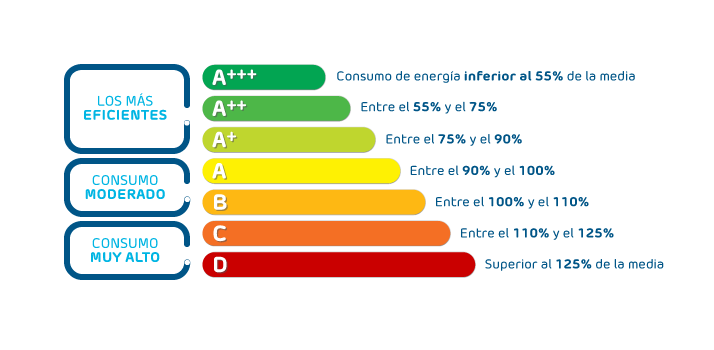 LOS MÁS
EFICIENTES
A+++ Consumo de energía inferior al 55% de la media
A++ Entre el 55% y el 75%
A+ Entre el 75% y el 90%
CONSUMO
MODERADO
A Entre el 90% y el 100%
B Entre el 100% y el 110%
CONSUMO
MUY ALTO
C Entre el 110% y el 125%
D Superior al 125% de la media